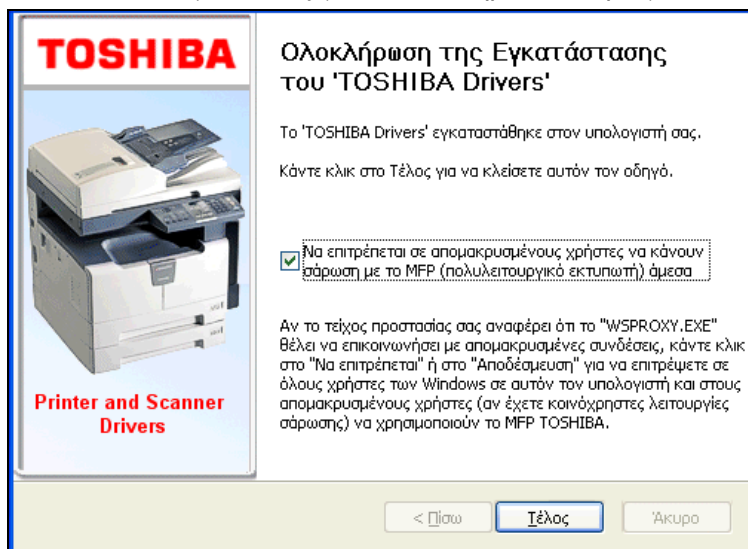 TOSHIBA
Printer and Scanner
Drivers
Ολοκλήρωση της Εγκατάστασης
του 'TOSHIBA Drivers'
Το 'TOSHIBA Drivers' εγκαταστάθηκε στον υπολογιστή σας.
Κάντε κλικ στο Τέλος για να κλείσετε αυτόν τον οδηγό.
Να επιτρέπεται σε απομακρυσμένους χρήστες να κάνουν
σάρωση με το MFP (πολυλειτουργικό εκτυπωτή) άμεσα
Αν το τείχος προστασίας σας αναφέρει ότι το "WSPROXY.EXE"
θέλει να επικοινωνήσει με απομακρυσμένες συνδέσεις, κάντε κλικ
στο "Να επιτρέπεται" ή στο "Αποδέσμευση" για να επιτρέψετε σε
όλους χρήστες των Windows σε αυτόν τον υπολογιστή και στους
απομακρυσμένους χρήστες (αν έχετε κοινόχρηστες λειτουργίες
σάρωσης) να χρησιμοποιούν το MFP TOSHIBA.
< Πίσω
Τέλος
Άκυρο